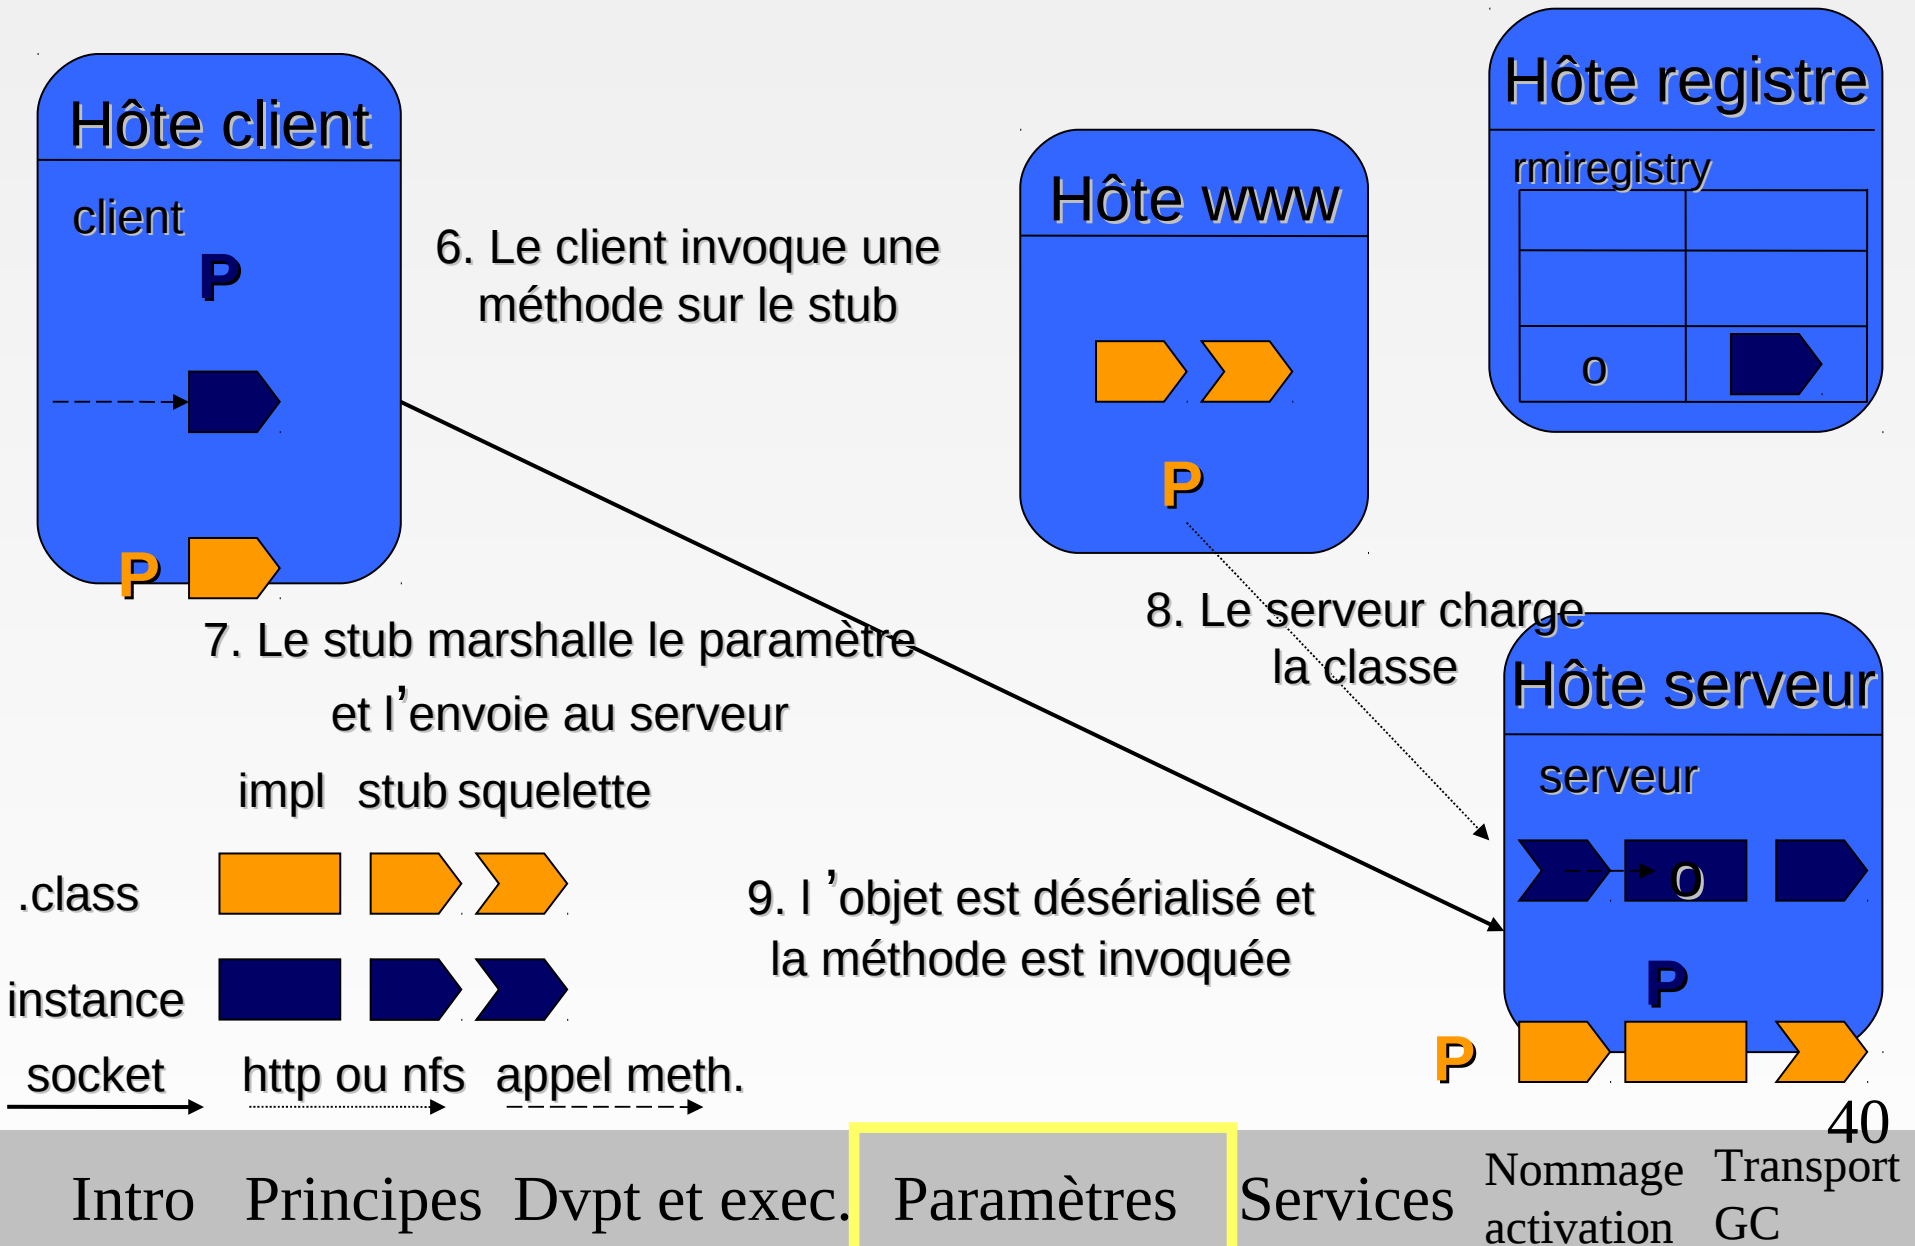 Hôte client
client
P
P
6. Le client invoque une
méthode sur le stub
Hôte www
P
Hôte registre
rmiregistry
o
7. Le stub marshalle le paramètre
et l’envoie au serveur
8. Le serveur charge
la classe
Hôte serveur
serveur
o
P
P
impl stub squelette
.class
instance
9. l ’objet est désérialisé et
la méthode est invoquée
socket http ou nfs appel meth.
40
Intro Principes Dvpt et exec. Paramètres Services
Nommage
activation
Transport
GC